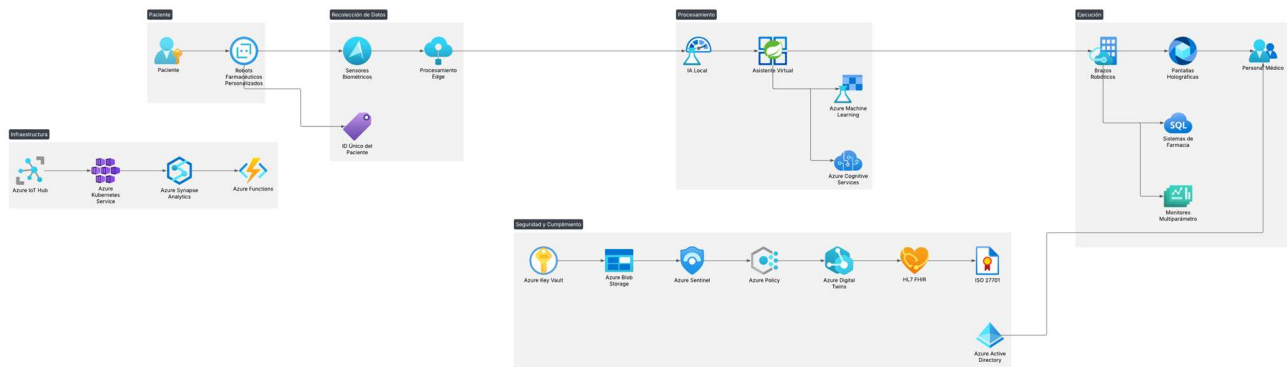 Paciente
Paciente
Robots
Farmacéuticos
Personalizados
Recolección de Datos
Sensores
Biométricos
Procesamiento
Edge
ID Único del
Paciente
Procesamiento
IA Local
Asistente Virtual
Azure Machine
Learning
Azure Cognitive
Services
Ejecución
Brazos
Robóticos
Pantallas
Holográficas
Personal Médico
SQL
Sistemas de
Farmacia
Monitores
Multiparámetro
Infraestructura
Azure IoT Hub
Azure
Kubernetes
Service
Azure Synapse
Analytics
Azure Functions
Seguridad y Cumplimiento
Azure Key Vault
Azure Blob
Storage
Azure Sentinel
Azure Policy
Azure Digital
Twins
HL7 FHIR
ISO 27701
Azure Active
Directory